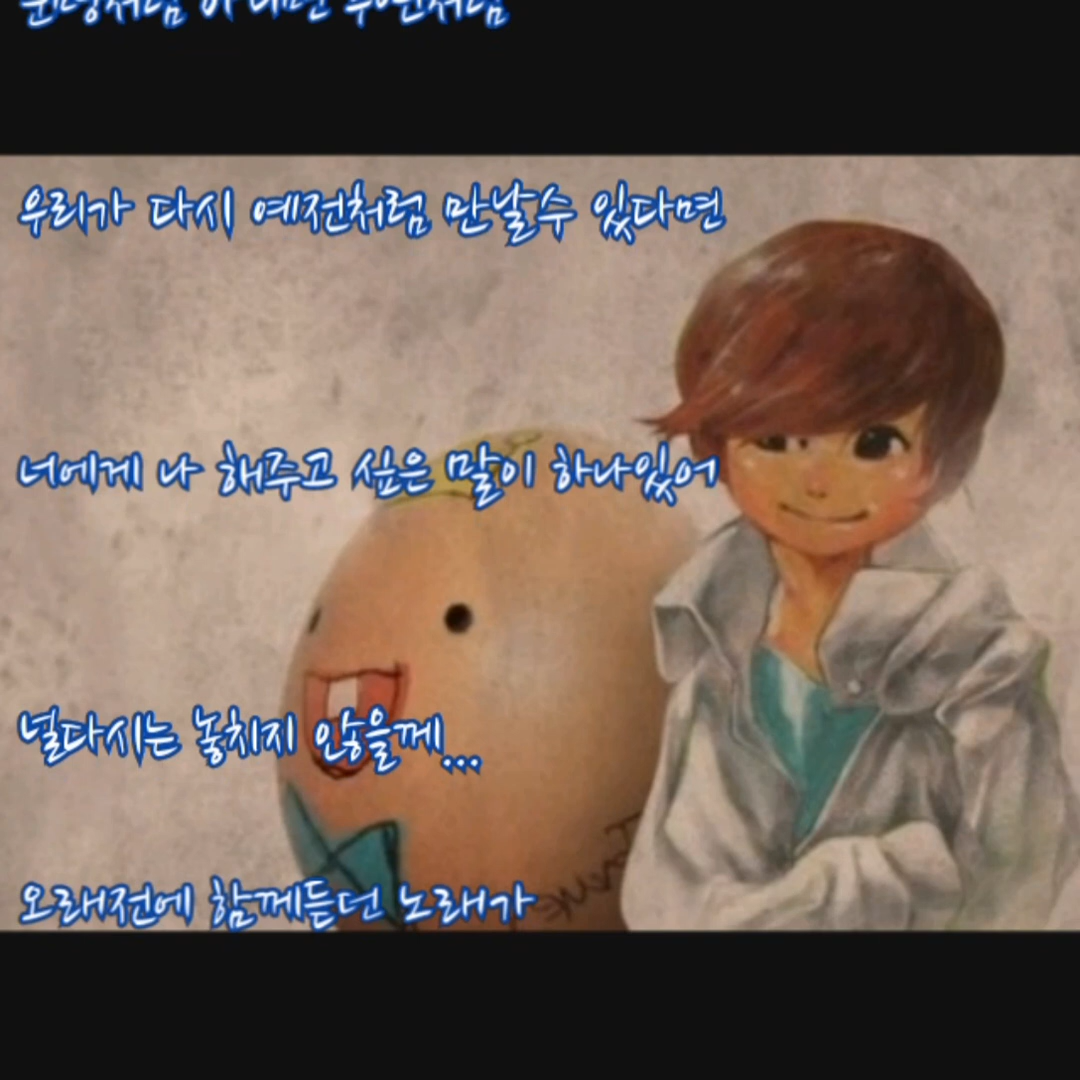 우리가 다시 예전처럼 만날수 있다면
너에게 나 해주고 싶은 말이 하나있어
널다시는 놓치지 않을께...
오래전에 함께듣던 노래가